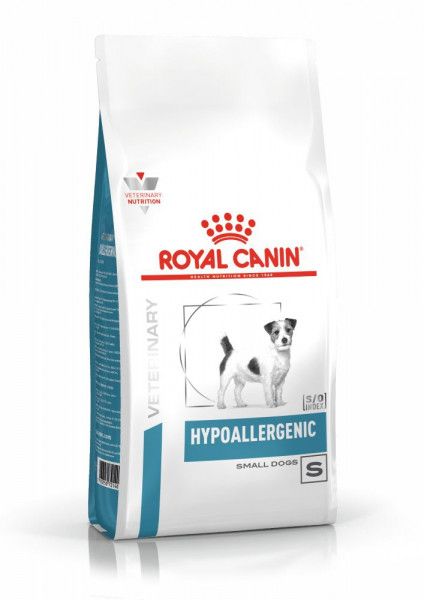 VETERINARY
NUTRITION
ROYAL CANIN
HEALTH NUTRITION SINCE 1968
VETERINARY
S/O
INDEX
HYPOALLERGENIC
SMALL DOGS S